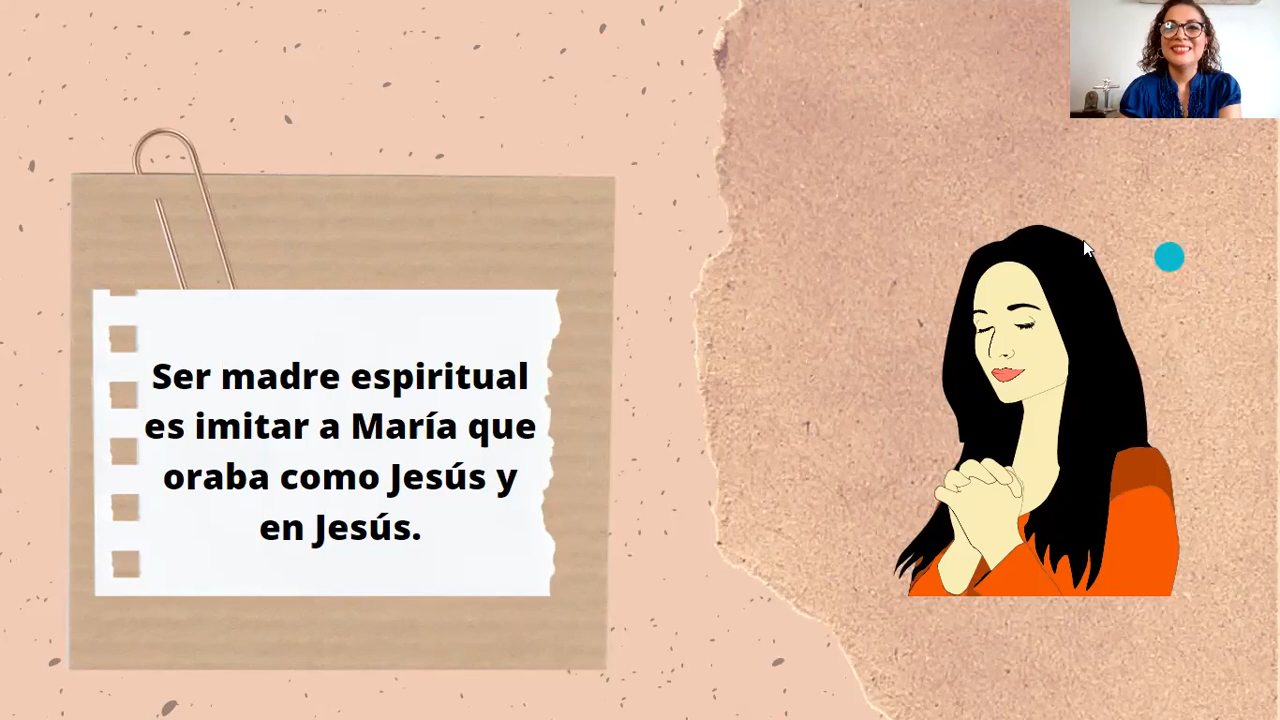 Ser madre espiritual
es imitar a María que
oraba como Jesús y
en Jesús.